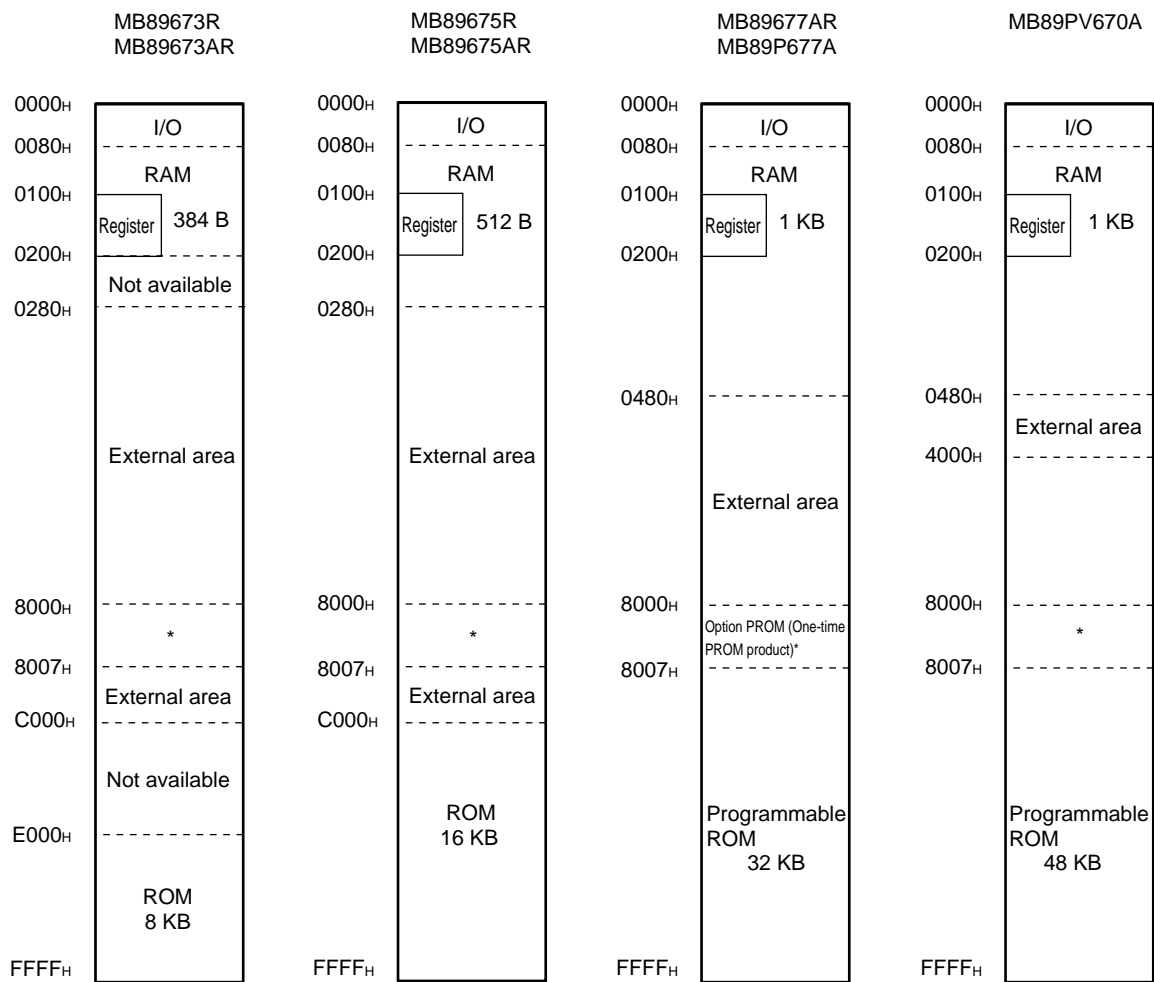 MB89673R
MB89673AR
0000H
I/O
0080H
RAM
0100H
Register
384 B
0200H
Not available
0280H
External area
8000H
*
8007H
External area
C000H
Not available
E000H
ROM
8 KB
FFFFH
MB89675R
MB89675AR
0000H
I/O
0080H
RAM
0100H
Register
512 B
0200H
0280H
External area
8000H
*
8007H
External area
C000H
ROM
16 KB
FFFFH
MB89677AR
MB89P677A
0000H
I/O
0080H
RAM
0100H
Register
1 KB
0200H
0480H
External area
8000H
Option PROM (One-time
PROM product)*
8007H
Programmable
ROM
32 KB
FFFFH
MB89PV670A
0000H
I/O
0080H
RAM
0100H
Register
1 KB
0200H
0480H
External area
4000H
8000H
*
8007H
Programmable
ROM
48 KB
FFFFH